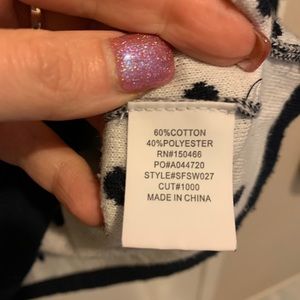 60%COTTON
40%POLYESTER
RN#150466
PO#A044720
STYLE#SFSW027
CUT#1000
MADE IN CHINA